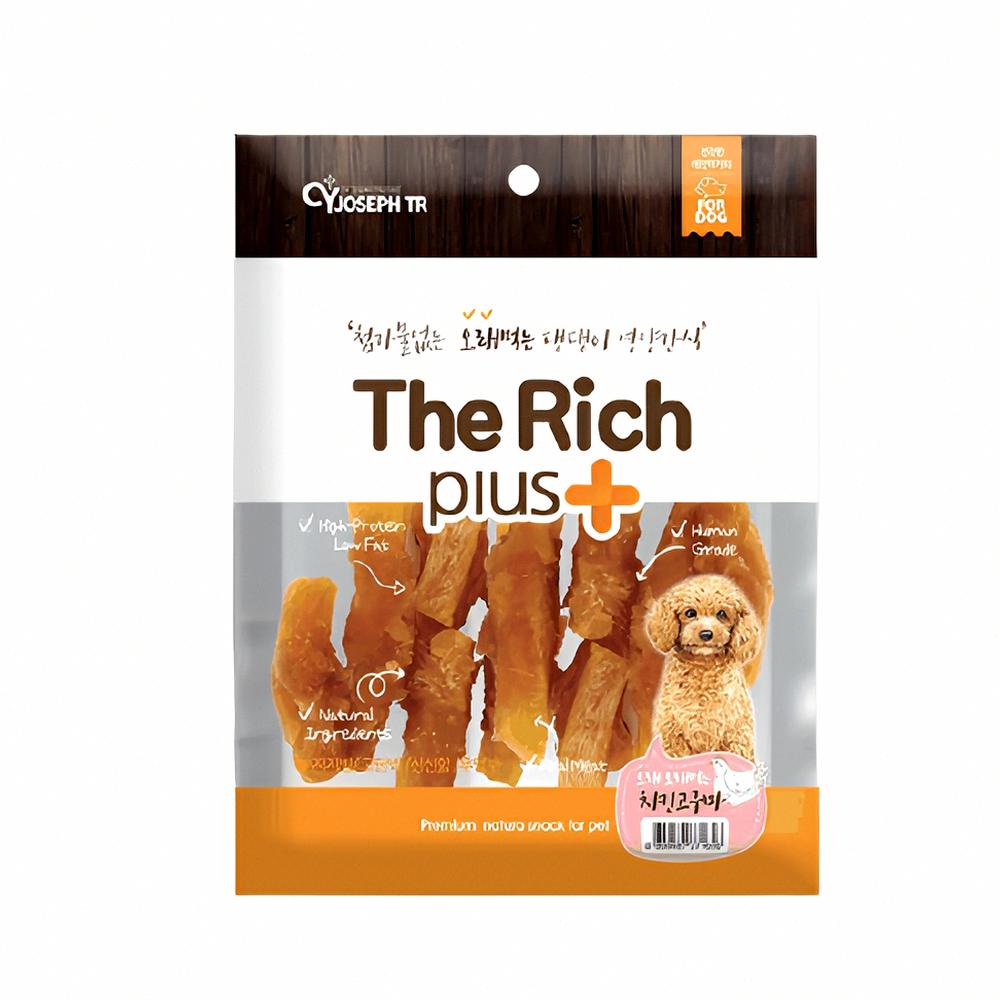 JOSEPH TR
FOR
DOG
'첨가물없는 오래먹는 댕댕이 영양간식'
The Rich
plus
High-Protein
Low Fat
Human
Grade
Natural
Ingredients
치킨고구마
Premium nature snack for pet